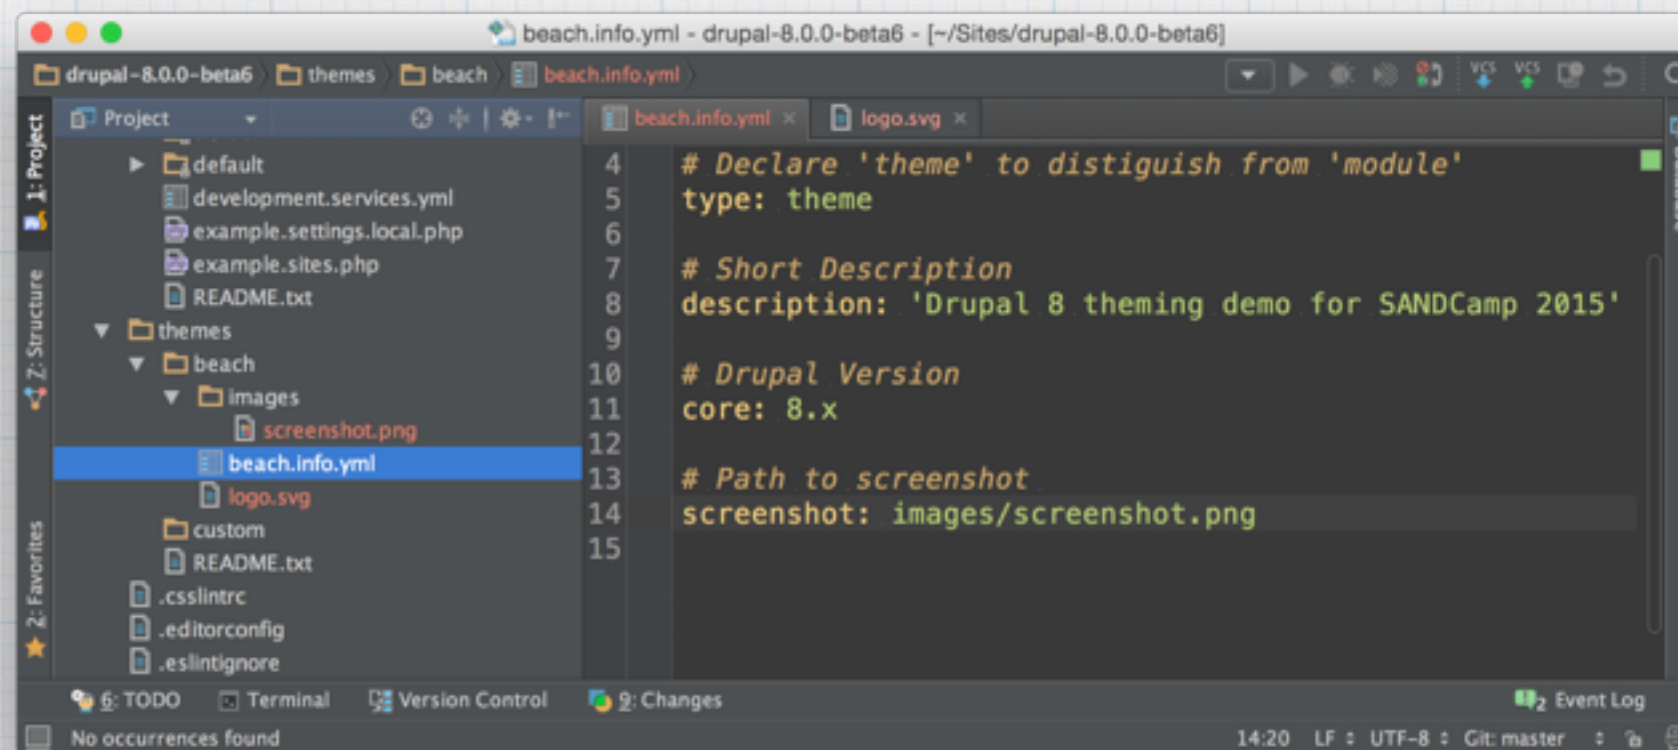 beach.info.yml - drupal-8.0.0-beta6 - [~/Sites/drupal-8.0.0-beta6]
drupal-8.0.0-beta6 themes beach beach.info.yml
VCS VCS
1: Project
7: Structure
2: Favorites
Project
default
development.services.yml
example.settings.local.php
example.sites.php
README.txt
themes
beach
images
screenshot.png
beach.info.yml
logo.svg
custom
README.txt
.csslintrc
.editorconfig
.eslintignore
beach.info.yml logo.svg
4 # Declare 'theme' to distiguish from 'module'
5 type: theme
6
7 # Short Description
8 description: 'Drupal 8 theming demo for SANDCamp 2015'
9
10 # Drupal Version
11 core: 8.x
12
13 # Path to screenshot
14 screenshot: images/screenshot.png
15
6: TODO Terminal Version Control 9: Changes 2 Event Log
No occurrences found 14:20 LF UTF-8 Git: master